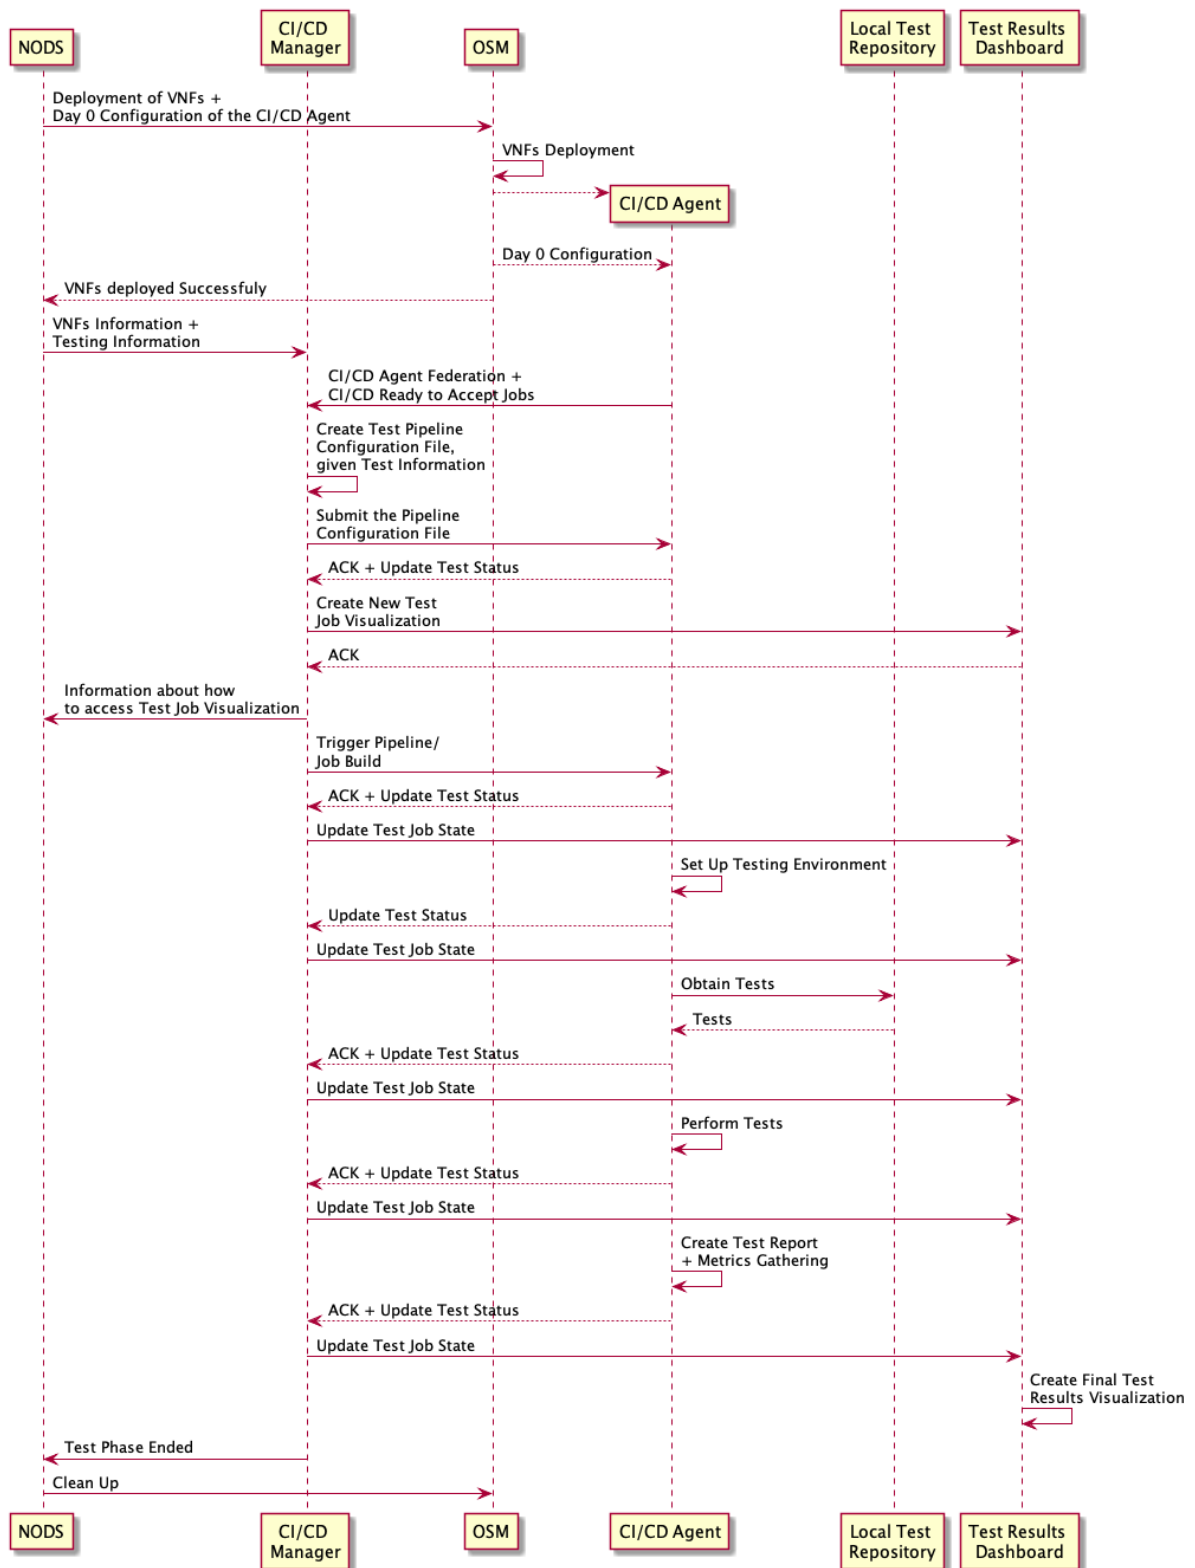 NODS
CI/CD
Manager
OSM
Local Test
Repository
Test Results
Dashboard
Deployment of VNFs +
Day 0 Configuration of the CI/CD Agent
VNFs Deployment
CI/CD Agent
Day 0 Configuration
VNFs deployed Successfuly
VNFs Information +
Testing Information
CI/CD Agent Federation +
CI/CD Ready to Accept Jobs
Create Test Pipeline
Configuration File,
given Test Information
Submit the Pipeline
Configuration File
ACK + Update Test Status
Create New Test
Job Visualization
ACK
Information about how
to access Test Job Visualization
Trigger Pipeline/
Job Build
ACK + Update Test Status
Update Test Job State
Set Up Testing Environment
Update Test Status
Update Test Job State
Obtain Tests
Tests
ACK + Update Test Status
Update Test Job State
Perform Tests
ACK + Update Test Status
Update Test Job State
Create Test Report
+ Metrics Gathering
ACK + Update Test Status
Update Test Job State
Create Final Test
Results Visualization
Test Phase Ended
Clean Up
NODS
CI/CD
Manager
OSM
CI/CD Agent
Local Test
Repository
Test Results
Dashboard